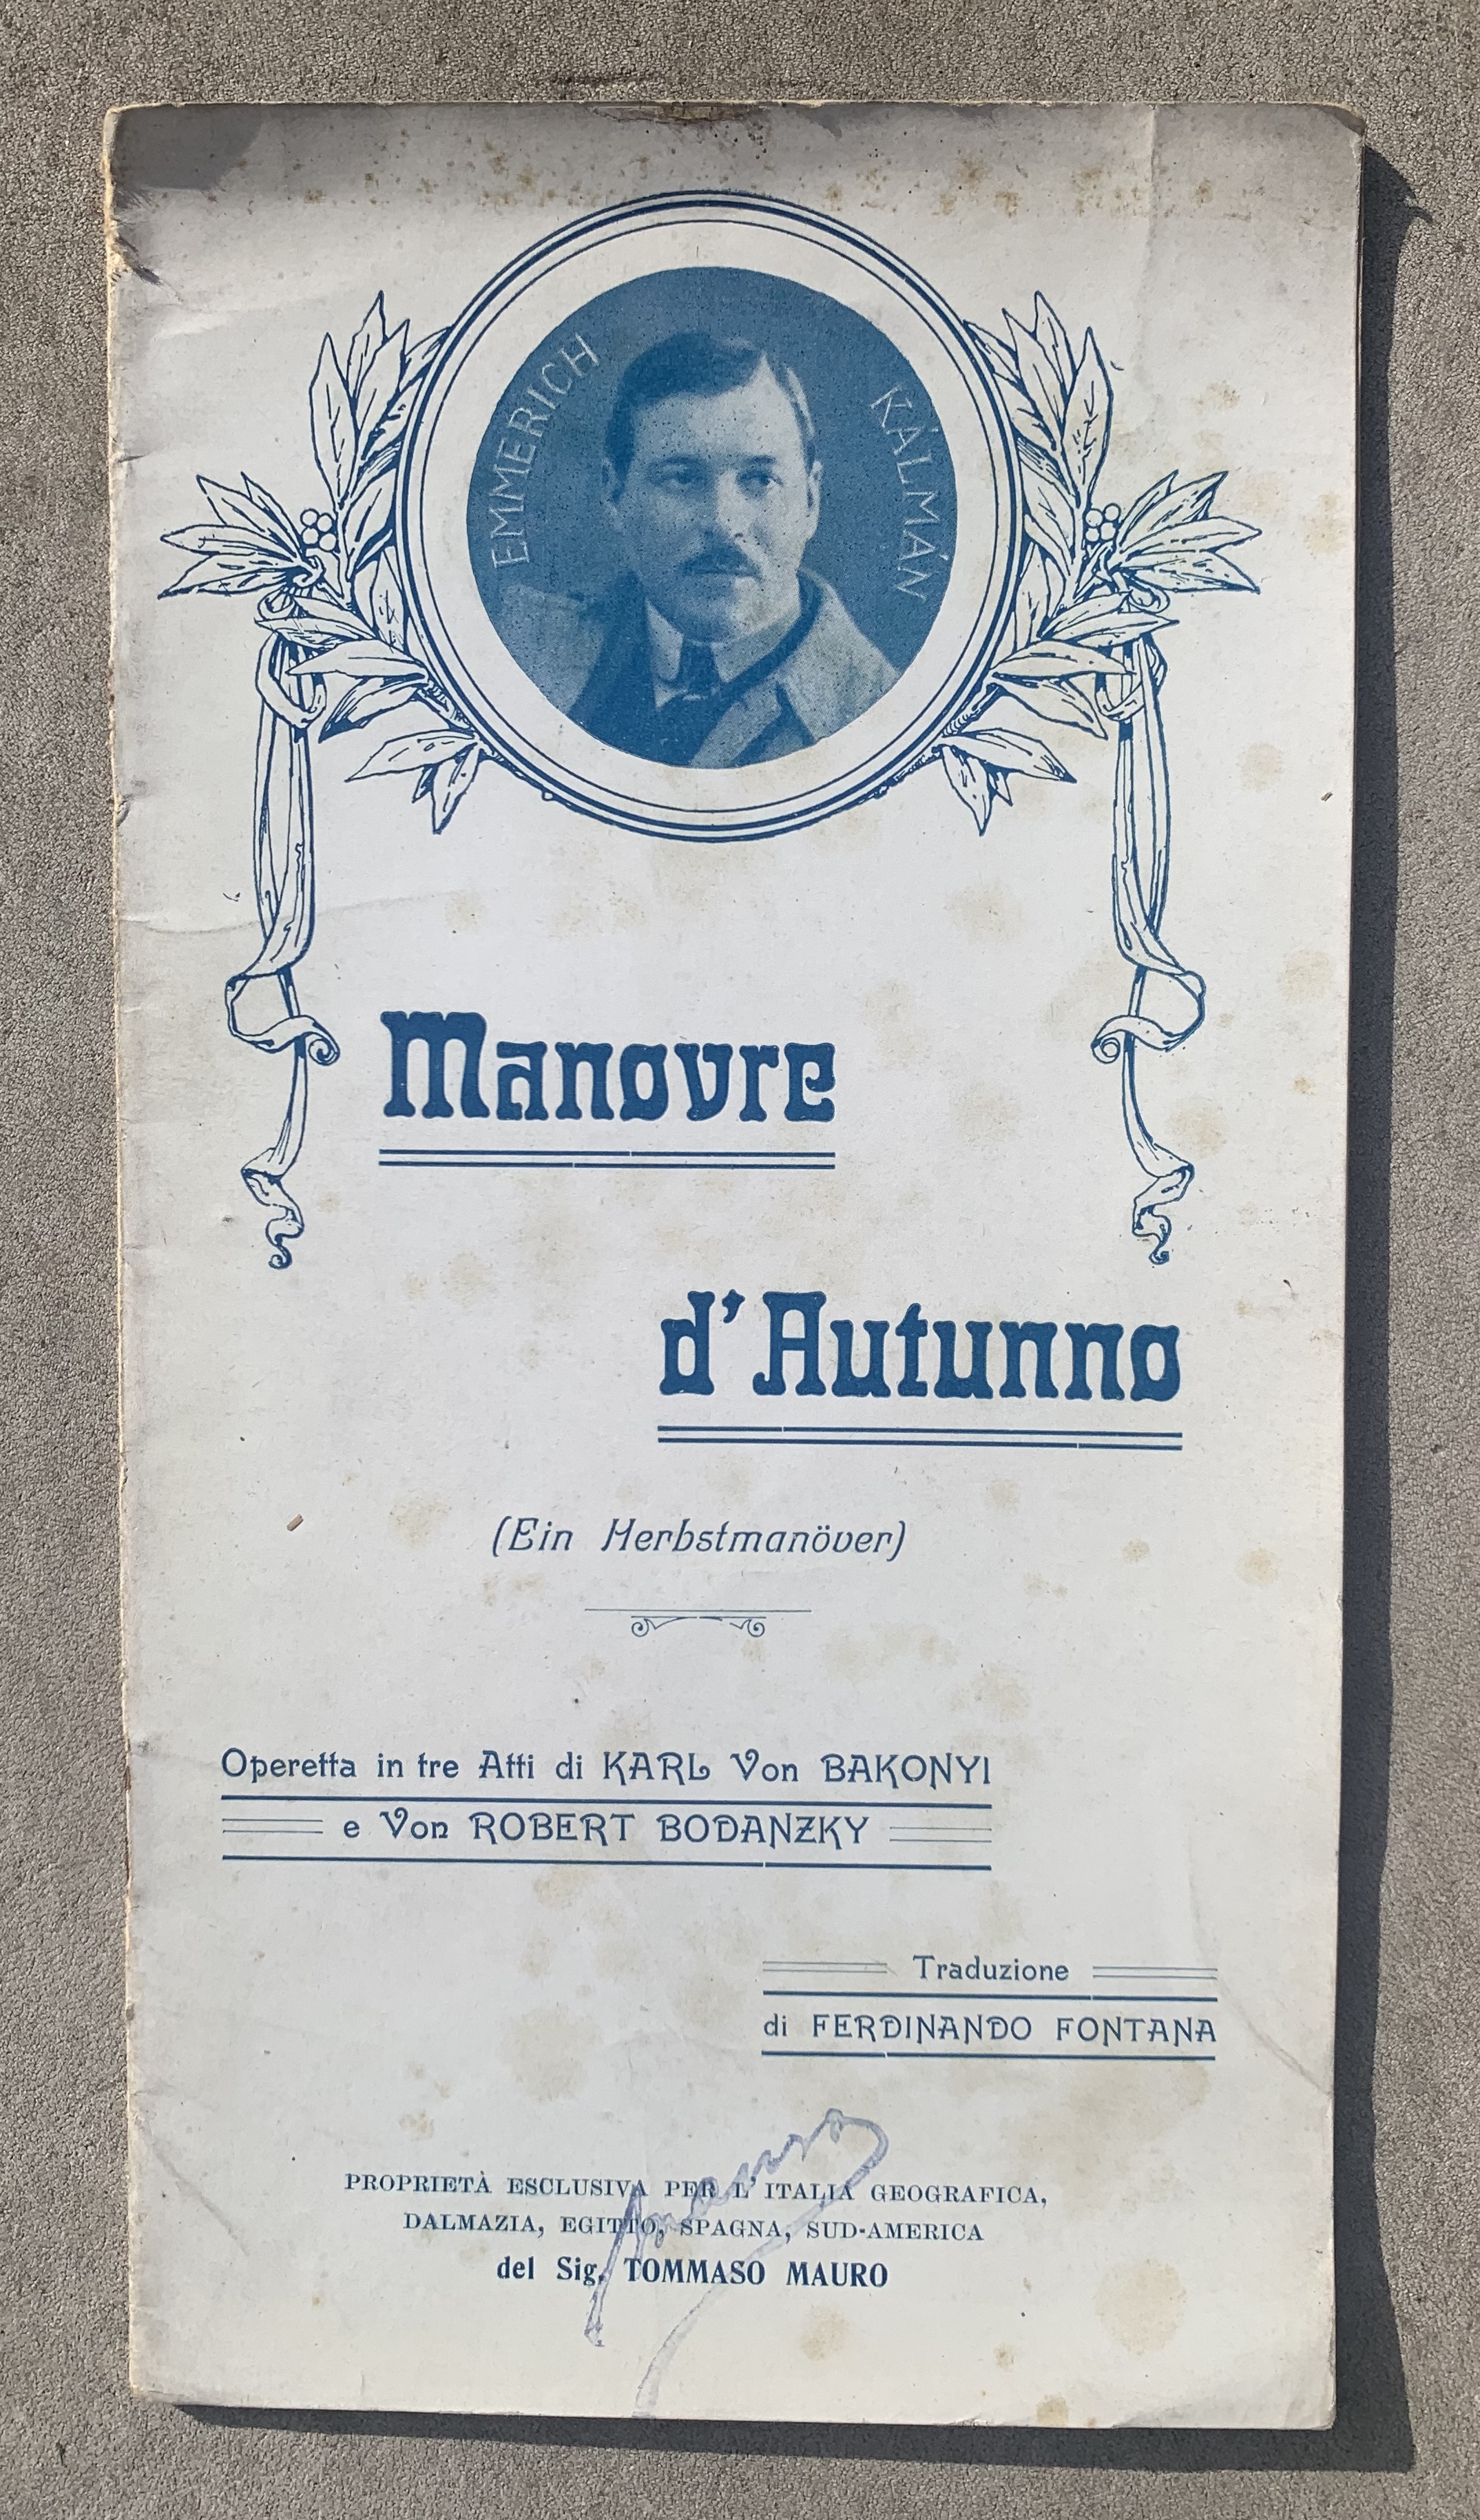 EMMERICH KÁLMÁN
Manovre
d'Autunno
(Ein Herbstmanöver)
Operetta in tre Atti di KARL Von BAKONYI
e Von ROBERT BODANZKY
Traduzione
di FERDINANDO FONTANA
PROPRIETÀ ESCLUSIVA PER L'ITALIA GEOGRAFICA,
DALMAZIA, EGITTO, SPAGNA, SUD-AMERICA
del Sig. TOMMASO MAURO